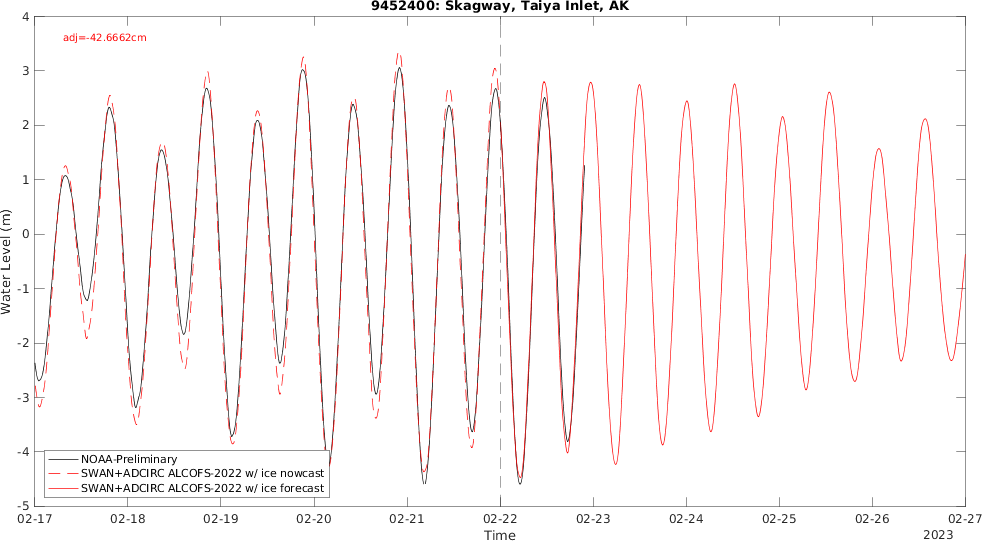 9452400: Skagway, Taiya Inlet, AK
adj=-42.6662cm
Water Level (m)
4
3
2
1
0
-1
-2
-3
-4
-5
NOAA-Preliminary
SWAN+ADCIRC ALCOFS-2022 w/ ice nowcast
SWAN+ADCIRC ALCOFS-2022 w/ ice forecast
02-17 02-18 02-19 02-20 02-21 02-22 02-23 02-24 02-25 02-26 02-27
Time
2023